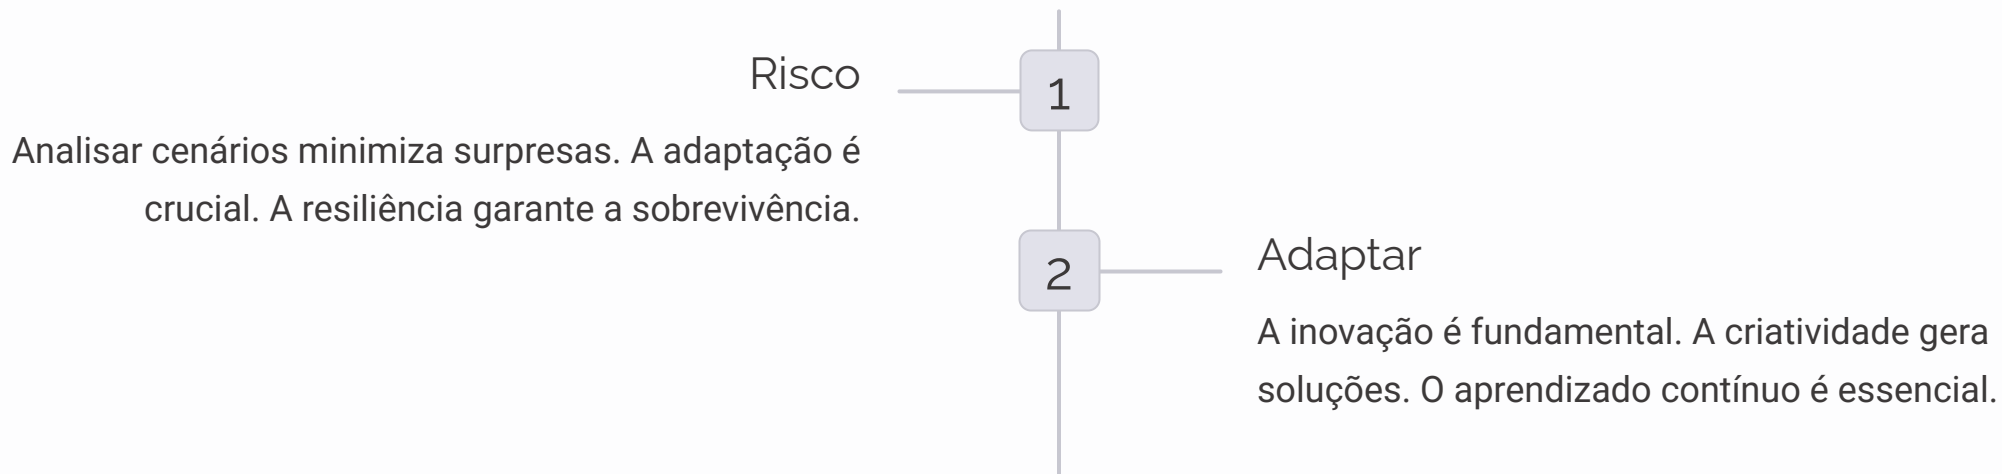 Risco
1
Analisar cenários minimiza surpresas. A adaptação é
crucial. A resiliência garante a sobrevivência.
2
Adaptar
A inovação é fundamental. A criatividade gera
soluções. O aprendizado contínuo é essencial.